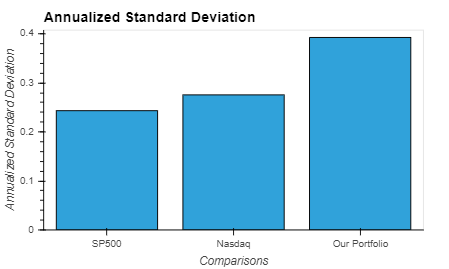 Annualized Standard Deviation
Annualized Standard Deviation
0.4
0.3
0.2
0.1
0
SP500 Nasdaq Our Portfolio
Comparisons